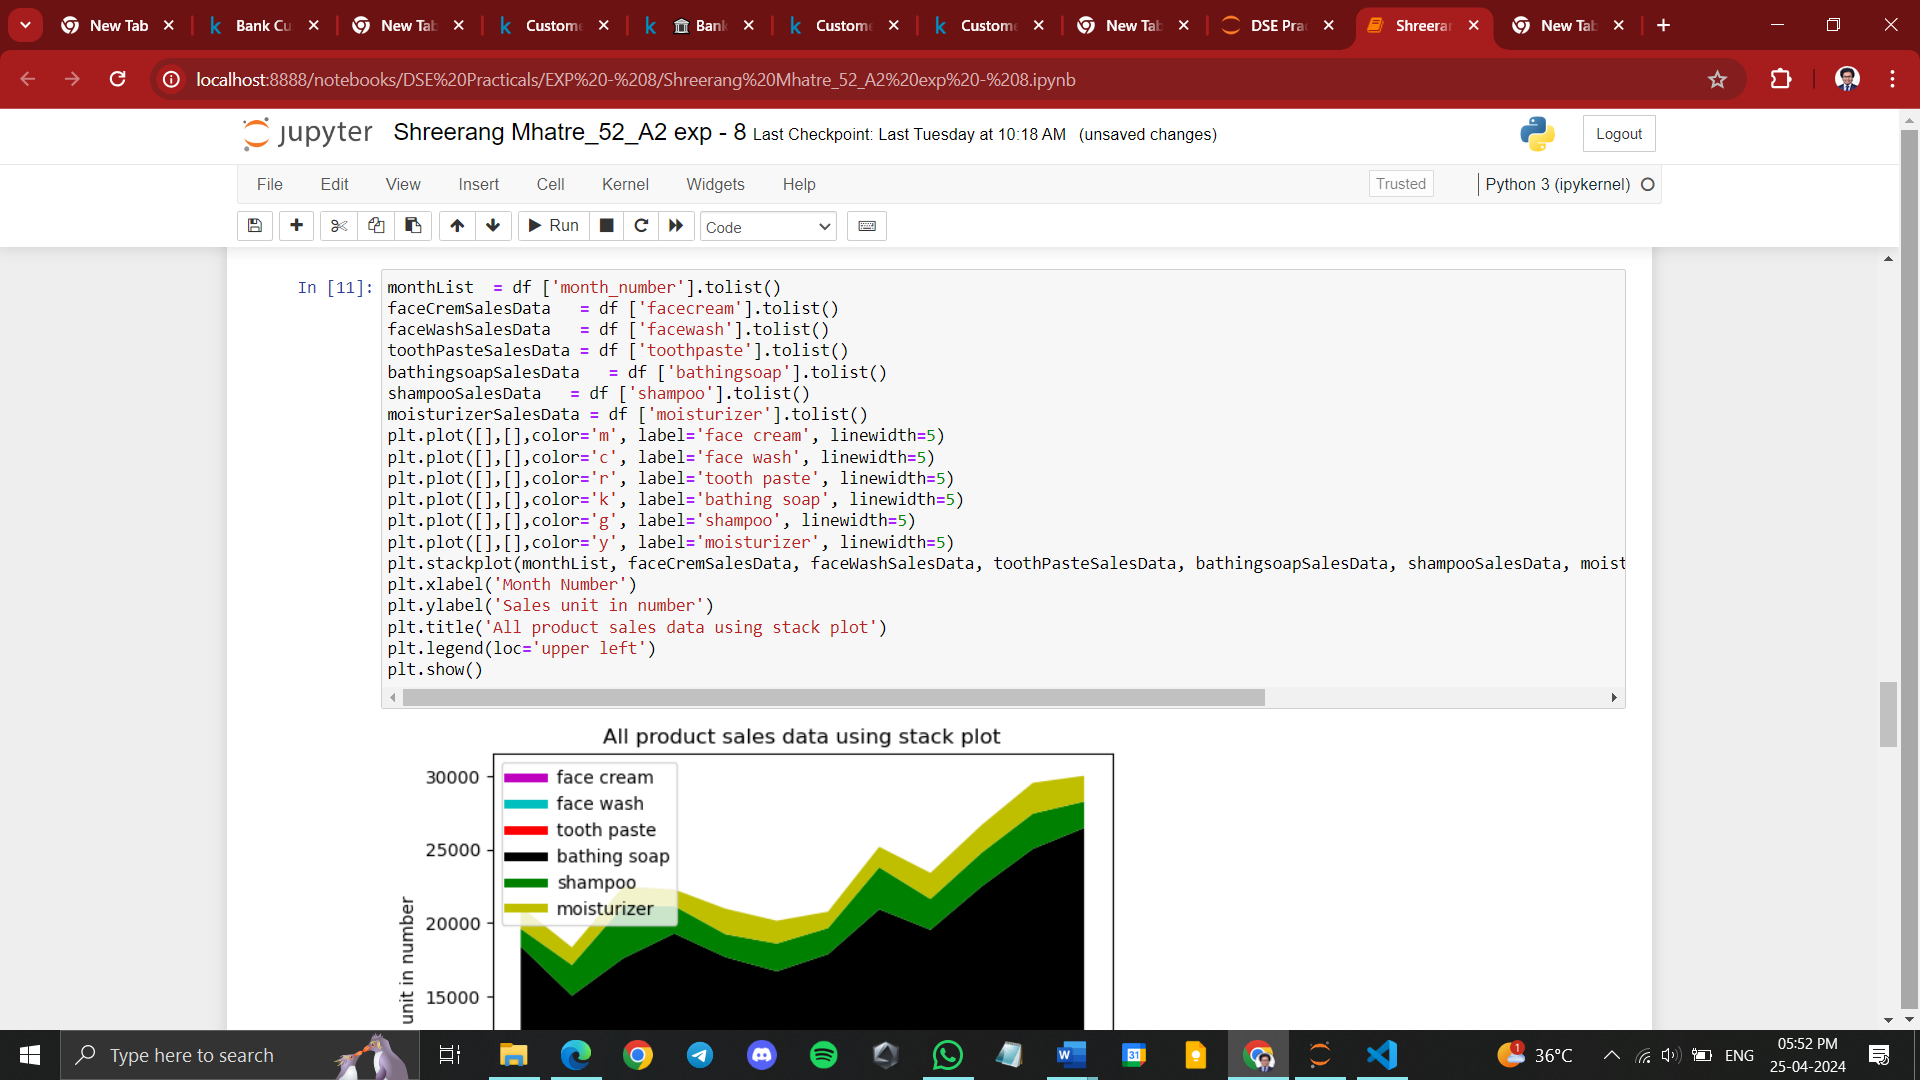 New Tab
Bank Cu
New Tab
Custome
Bank
Custome
Custome
New Tab
DSE Prac
Shreeran
New Tab
localhost:8888/notebooks/DSE%20Practicals/EXP%20-%208/Shreerang%20Mhatre_52_A2%20exp%20-%208.ipynb
jupyter Shreerang Mhatre_52_A2 exp - 8 Last Checkpoint: Last Tuesday at 10:18 AM (unsaved changes)
Logout
File Edit View Insert Cell Kernel Widgets Help
Trusted
Python 3 (ipykernel)
Run
Code
In [11]:
monthList  = df ['month_number'].tolist()
faceCremSalesData   = df ['facecream'].tolist()
faceWashSalesData   = df ['facewash'].tolist()
toothPasteSalesData = df ['toothpaste'].tolist()
bathingsoapSalesData   = df ['bathingsoap'].tolist()
shampooSalesData   = df ['shampoo'].tolist()
moisturizerSalesData = df ['moisturizer'].tolist()
plt.plot([],[],color='m', label='face cream', linewidth=5)
plt.plot([],[],color='c', label='face wash', linewidth=5)
plt.plot([],[],color='r', label='tooth paste', linewidth=5)
plt.plot([],[],color='k', label='bathing soap', linewidth=5)
plt.plot([],[],color='g', label='shampoo', linewidth=5)
plt.plot([],[],color='y', label='moisturizer', linewidth=5)
plt.stackplot(monthList, faceCremSalesData, faceWashSalesData, toothPasteSalesData, bathingsoapSalesData, shampooSalesData, moist
plt.xlabel('Month Number')
plt.ylabel('Sales unit in number')
plt.title('All product sales data using stack plot')
plt.legend(loc='upper left')
plt.show()
All product sales data using stack plot
30000
25000
20000
15000
unit in number
face cream
face wash
tooth paste
bathing soap
shampoo
moisturizer
Type here to search
31
1
36°C
ENG
05:52 PM
25-04-2024